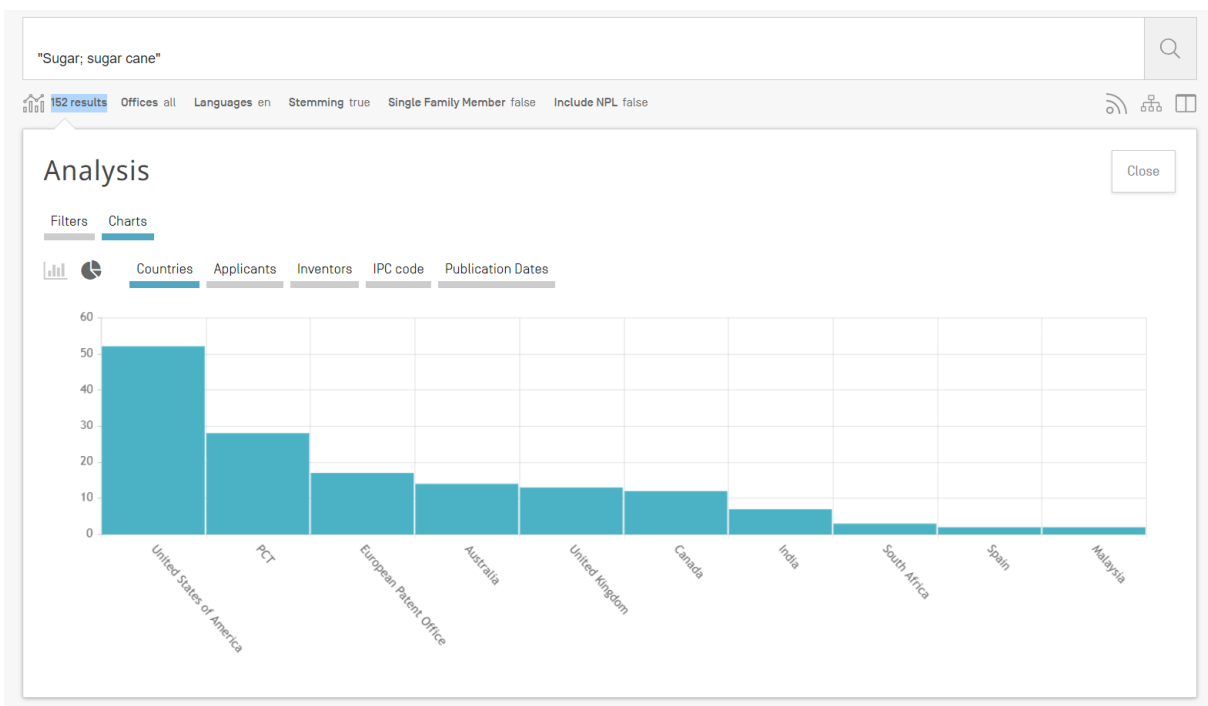 "Sugar; sugar cane"
152 results Offices all Languages en Stemming true Single Family Member false Include NPL false
Analysis
Close
Filters Charts
Countries Applicants Inventors IPC code Publication Dates
60
50
40
30
20
10
0
United States of America
PCT
European Patent Office
Australia
United Kingdom
Canada
India
South Africa
Spain
Malaysia